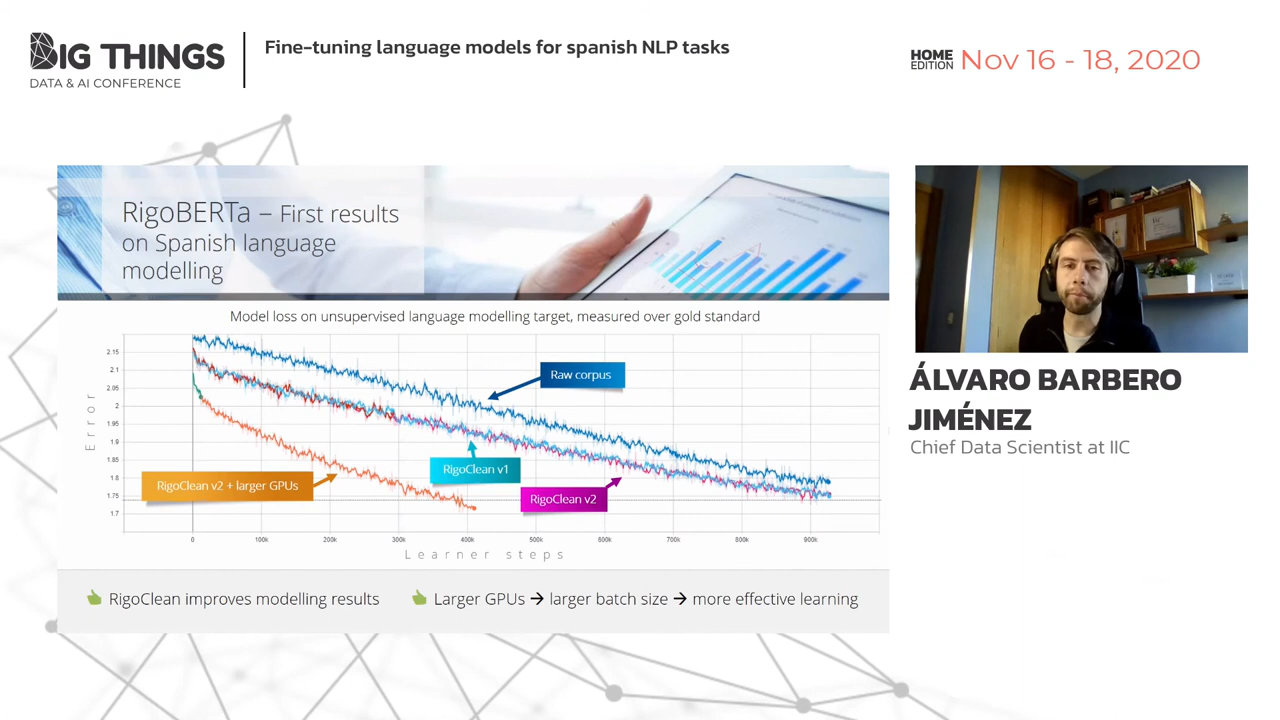 BIG THINGS
DATA & AI CONFERENCE
Fine-tuning language models for spanish NLP tasks
HOME
EDITION
Nov 16 - 18, 2020
RigoBERTa – First results
on Spanish language
modelling
Model loss on unsupervised language modelling target, measured over gold standard
2.15
2.1
2.05
2
1.95
1.9
1.85
1.8
1.75
1.7
Error
Raw corpus
RigoClean v1
RigoClean v2 + larger GPUs
RigoClean v2
0
100k
200k
300k
400k
500k
600k
700k
800k
900k
Learner steps
RigoClean improves modelling results
Larger GPUs → larger batch size → more effective learning
ÁLVARO BARBERO
JIMÉNEZ
Chief Data Scientist at IIC